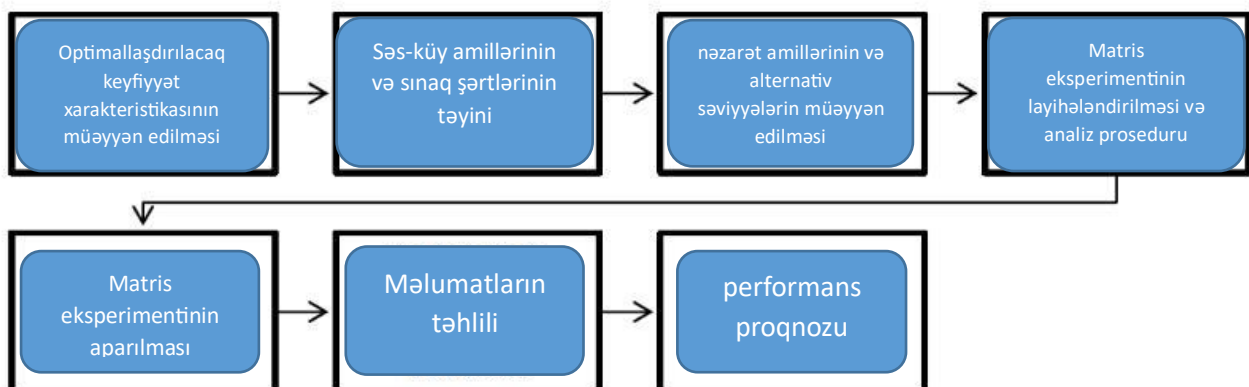 Optimallaşdırılacaq
keyfiyyət
xarakteristikasının
müəyyən edilməsi
Səs-küy amillərinin
və sınaq şərtlərinin
təyini
nəzarət amillərinin və
alternativ
səviyyələrin müəyyən
edilməsi
Matris
eksperimentinin
layihələndirilməsi və
analiz proseduru
Matris
eksperimentinin
aparılması
Məlumatların
təhlili
performans
proqnozu